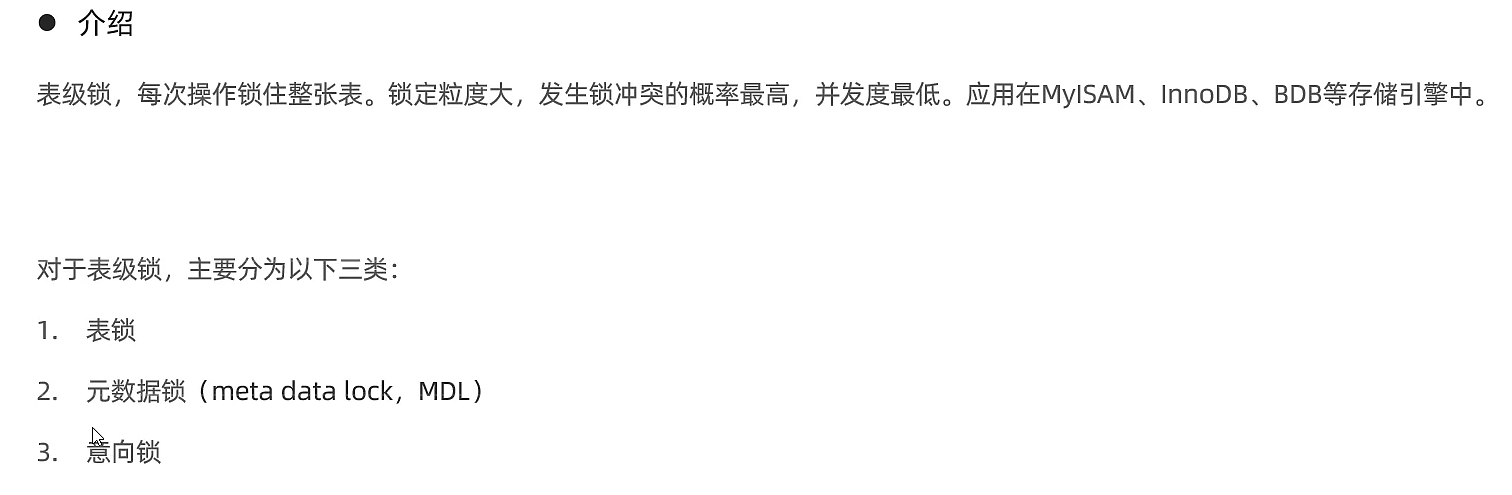 ● 介绍
表级锁，每次操作锁住整张表。锁定粒度大，发生锁冲突的概率最高，并发度最低。应用在MyISAM、InnoDB、BDB等存储引擎中。
对于表级锁，主要分为以下三类：
1. 表锁
2. 元数据锁（meta data lock，MDL）
3. 意向锁